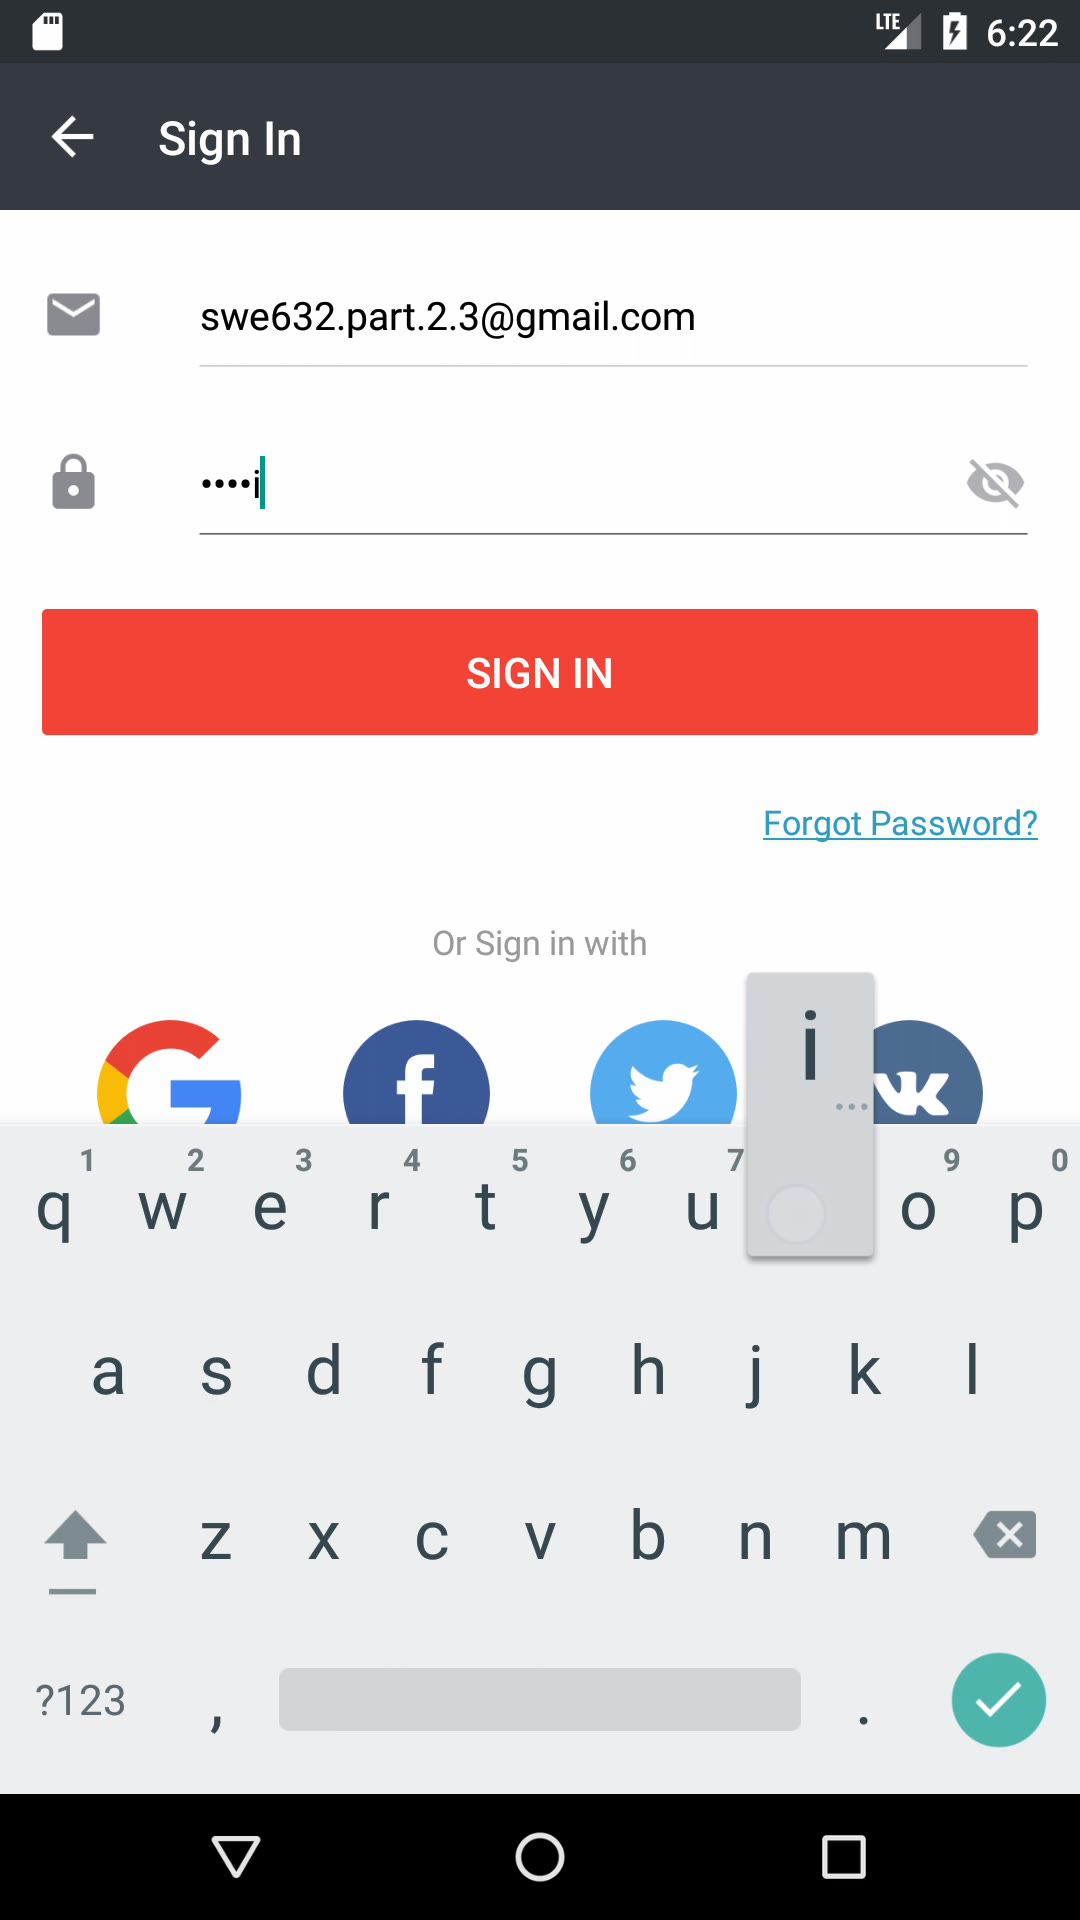 LTE 6:22
Sign In
swe632.part.2.3@gmail.com
••••i
SIGN IN
Forgot Password?
Or Sign in with
i
...
1 2 3 4 5 6 7 9 0
q w e r t y u o p
a s d f g h j k l
z x c v b n m
?123 , .